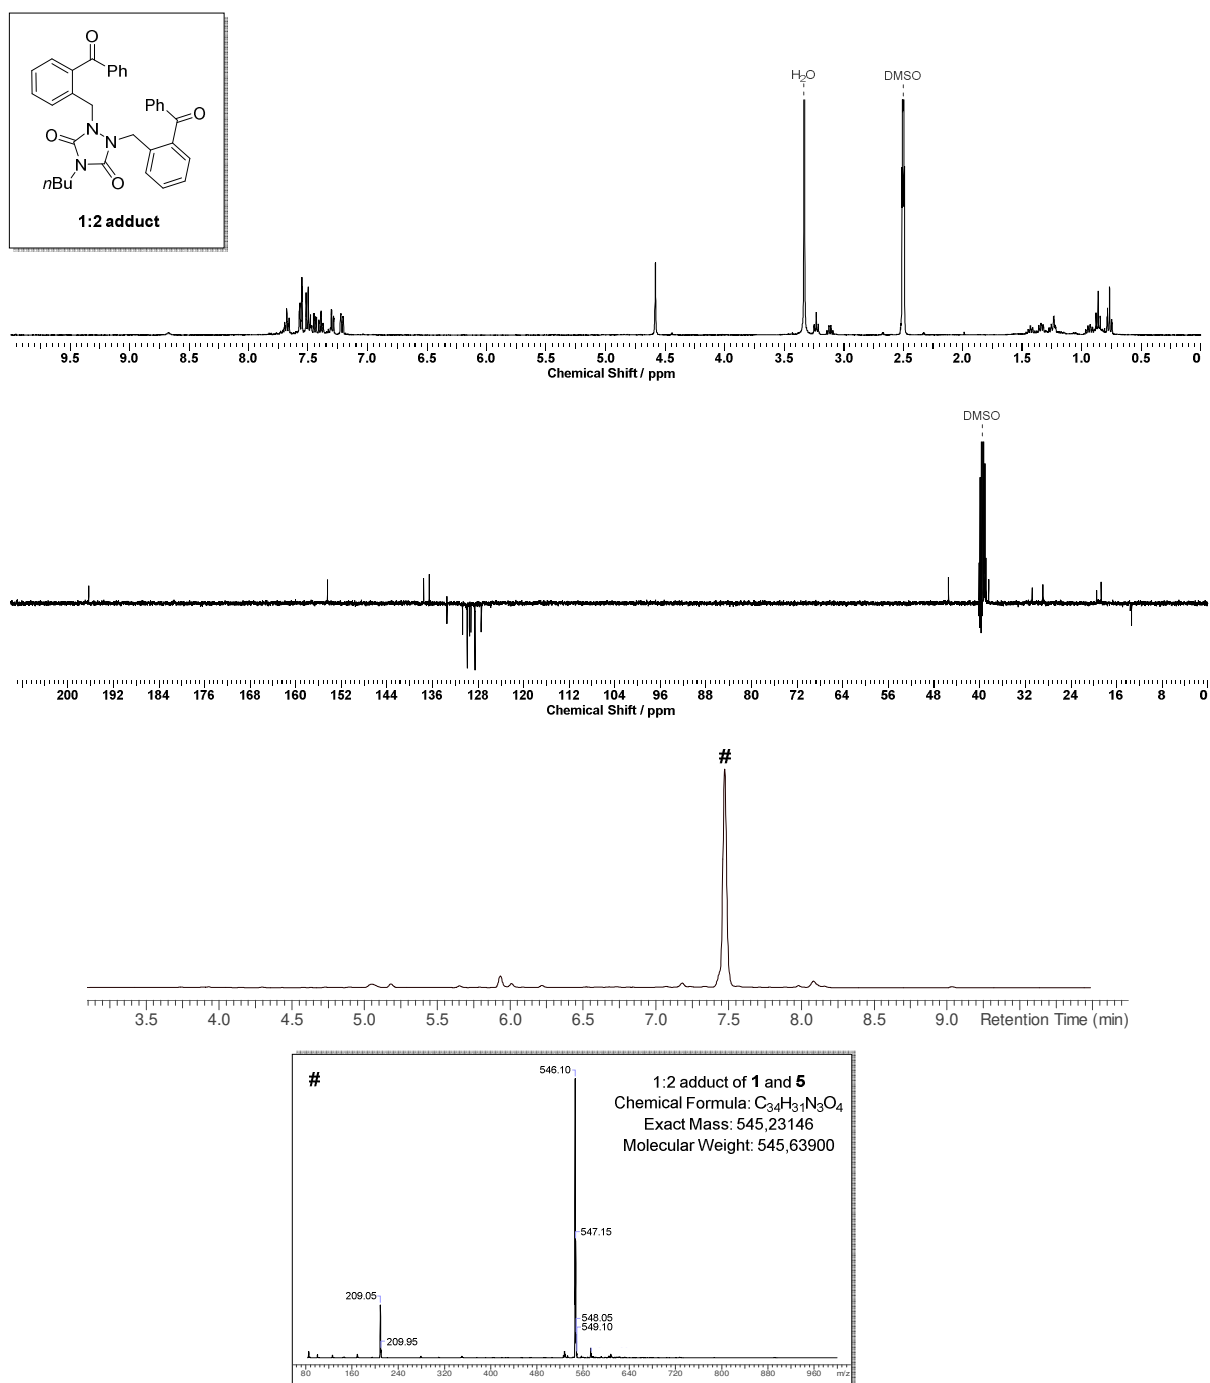 O
Ph
Ph
O
O
N
N
N
nBu
O
1:2 adduct
H2O
DMSO
9.5 9.0 8.5 8.0 7.5 7.0 6.5 6.0 5.5 5.0 4.5 4.0 3.5 3.0 2.5 2.0 1.5 1.0 0.5 0
Chemical Shift / ppm
DMSO
200 192 184 176 168 160 152 144 136 128 120 112 104 96 88 80 72 64 56 48 40 32 24 16 8 0
Chemical Shift / ppm
#
3.5 4.0 4.5 5.0 5.5 6.0 6.5 7.0 7.5 8.0 8.5 9.0 Retention Time (min)
#
546.10
1:2 adduct of 1 and 5
Chemical Formula: C34H31N3O4
Exact Mass: 545,23146
Molecular Weight: 545,63900
547.15
209.05
548.05
549.10
209.95
80 160 240 320 400 480 560 640 720 800 880 960 m/z